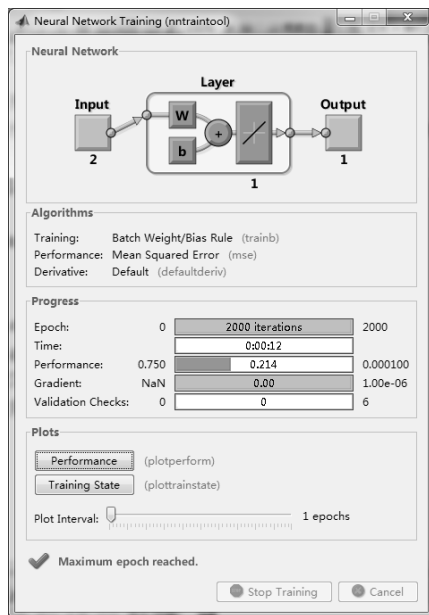 Neural Network Training (nntraintool)
Neural Network
Layer
Input
Output
W
b
+
2
1
1
Algorithms
Training: Batch Weight/Bias Rule (trainb)
Performance: Mean Squared Error (mse)
Derivative: Default (defaultderiv)
Progress
Epoch: 0 2000 iterations 2000
Time: 0:00:12
Performance: 0.750 0.214 0.000100
Gradient: NaN 0.00 1.00e-06
Validation Checks: 0 0 6
Plots
Performance (plotperform)
Training State (plottrainstate)
Plot Interval: 1 epochs
Maximum epoch reached.
Stop Training Cancel